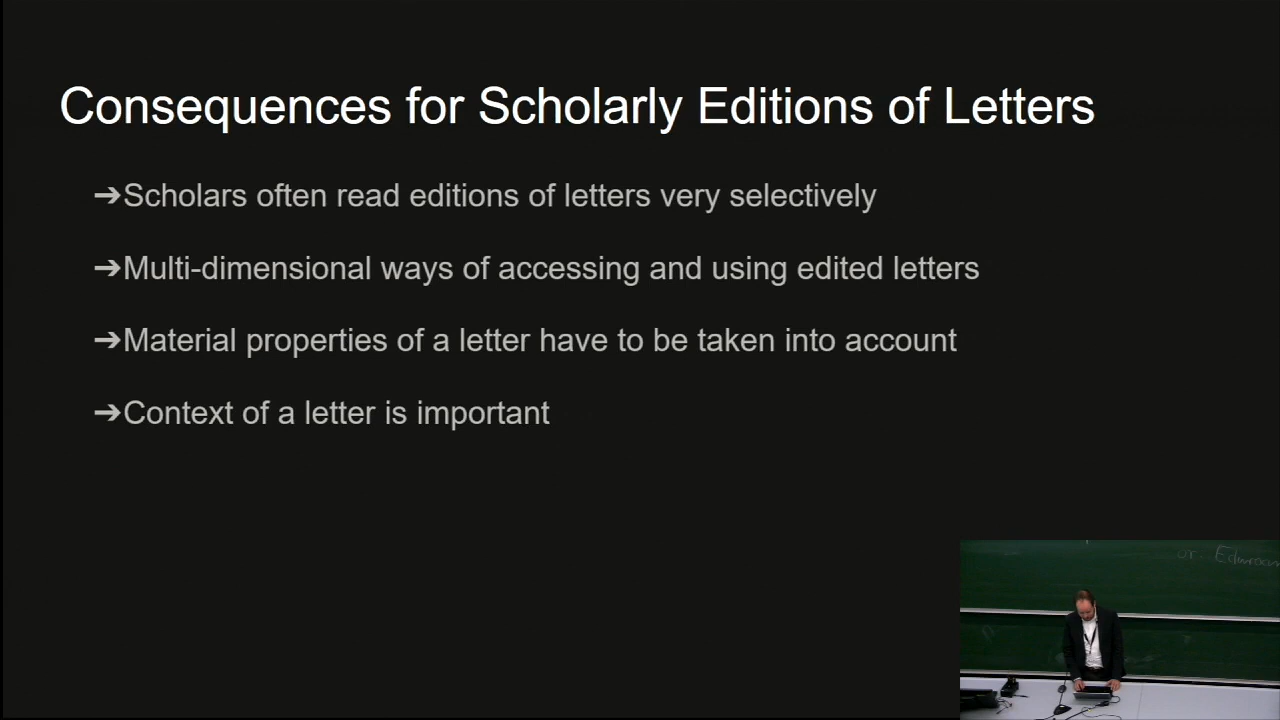 Consequences for Scholarly Editions of Letters
➔Scholars often read editions of letters very selectively
➔Multi-dimensional ways of accessing and using edited letters
➔Material properties of a letter have to be taken into account
➔Context of a letter is important